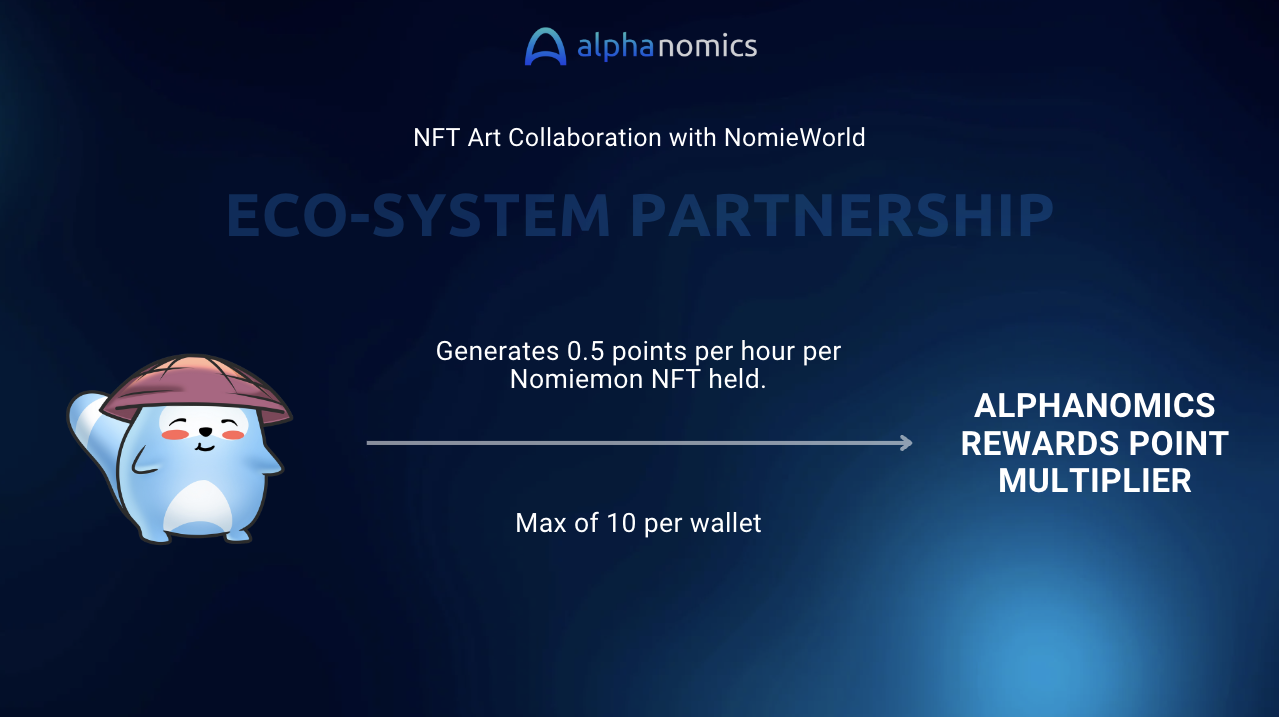 alphanomics
NFT Art Collaboration with NomieWorld
ECO-SYSTEM PARTNERSHIP
Generates 0.5 points per hour per
Nomiemon NFT held.
Max of 10 per wallet
ALPHANOMICS
REWARDS POINT
MULTIPLIER